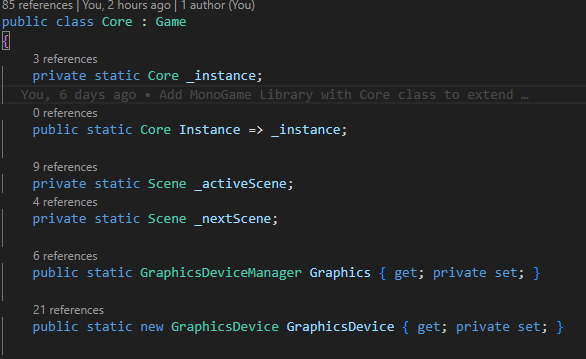 85 references | You, 2 hours ago | 1 author (You)
public class Core : Game
{
3 references
private static Core _instance;
You, 6 days ago • Add MonoGame Library with Core class to extend …
0 references
public static Core Instance => _instance;
9 references
private static Scene _activeScene;
4 references
private static Scene _nextScene;
6 references
public static GraphicsDeviceManager Graphics { get; private set; }
21 references
public static new GraphicsDevice GraphicsDevice { get; private set; }